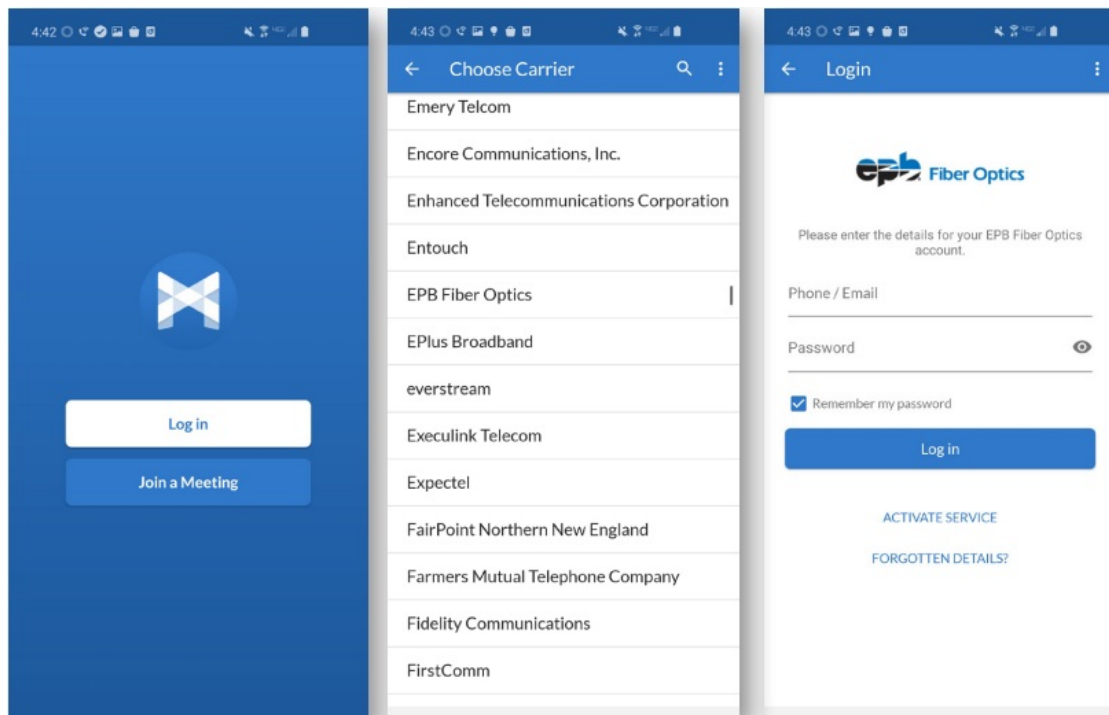 4:42
Log in
Join a Meeting
4:43
Choose Carrier
Emery Telcom
Encore Communications, Inc.
Enhanced Telecommunications Corporation
Entouch
EPB Fiber Optics
EPlus Broadband
everstream
Execulink Telecom
Expectel
FairPoint Northern New England
Farmers Mutual Telephone Company
Fidelity Communications
FirstComm
4:43
Login
epb Fiber Optics
Please enter the details for your EPB Fiber Optics
account.
Phone / Email
Password
Remember my password
Log in
ACTIVATE SERVICE
FORGOTTEN DETAILS?